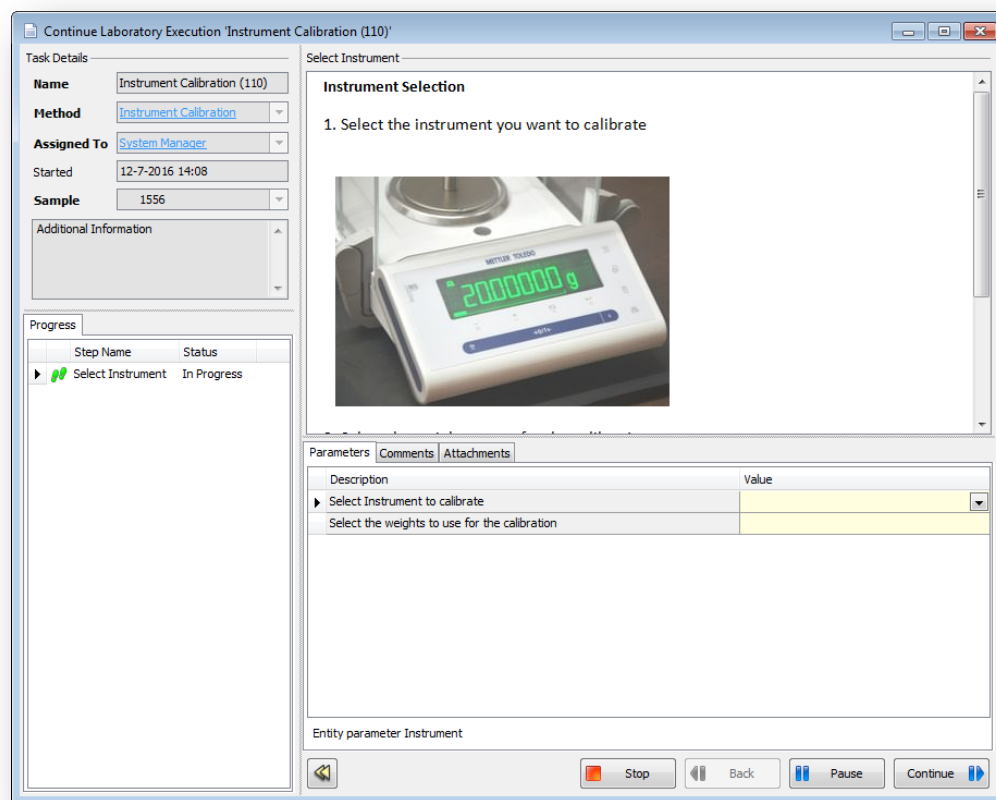 Continue Laboratory Execution 'Instrument Calibration (110)'
Task Details
Name Instrument Calibration (110)
Method Instrument Calibration
Assigned To System Manager
Started 12-7-2016 14:08
Sample 1556
Additional Information
Progress
Step Name Status
Select Instrument In Progress
Select Instrument
Instrument Selection
1. Select the instrument you want to calibrate
METTLER TOLEDO
20.00000 g
Parameters Comments Attachments
Description Value
Select Instrument to calibrate
Select the weights to use for the calibration
Entity parameter Instrument
Stop Back Pause Continue